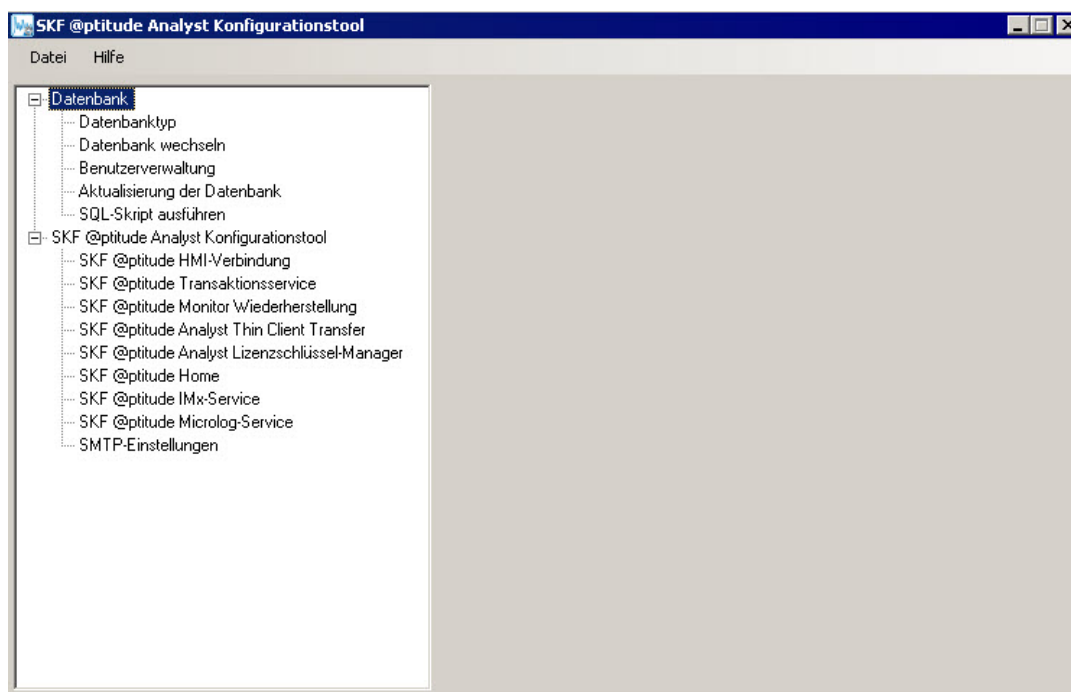 SKF @ptitude Analyst Konfigurationstool
Datei Hilfe
Datenbank
Datenbanktyp
Datenbank wechseln
Benutzerverwaltung
Aktualisierung der Datenbank
SQL-Skript ausführen
SKF @ptitude Analyst Konfigurationstool
SKF @ptitude HMI-Verbindung
SKF @ptitude Transaktionsservice
SKF @ptitude Monitor Wiederherstellung
SKF @ptitude Analyst Thin Client Transfer
SKF @ptitude Analyst Lizenzschlüssel-Manager
SKF @ptitude Home
SKF @ptitude IMx-Service
SKF @ptitude Microlog-Service
SMTP-Einstellungen